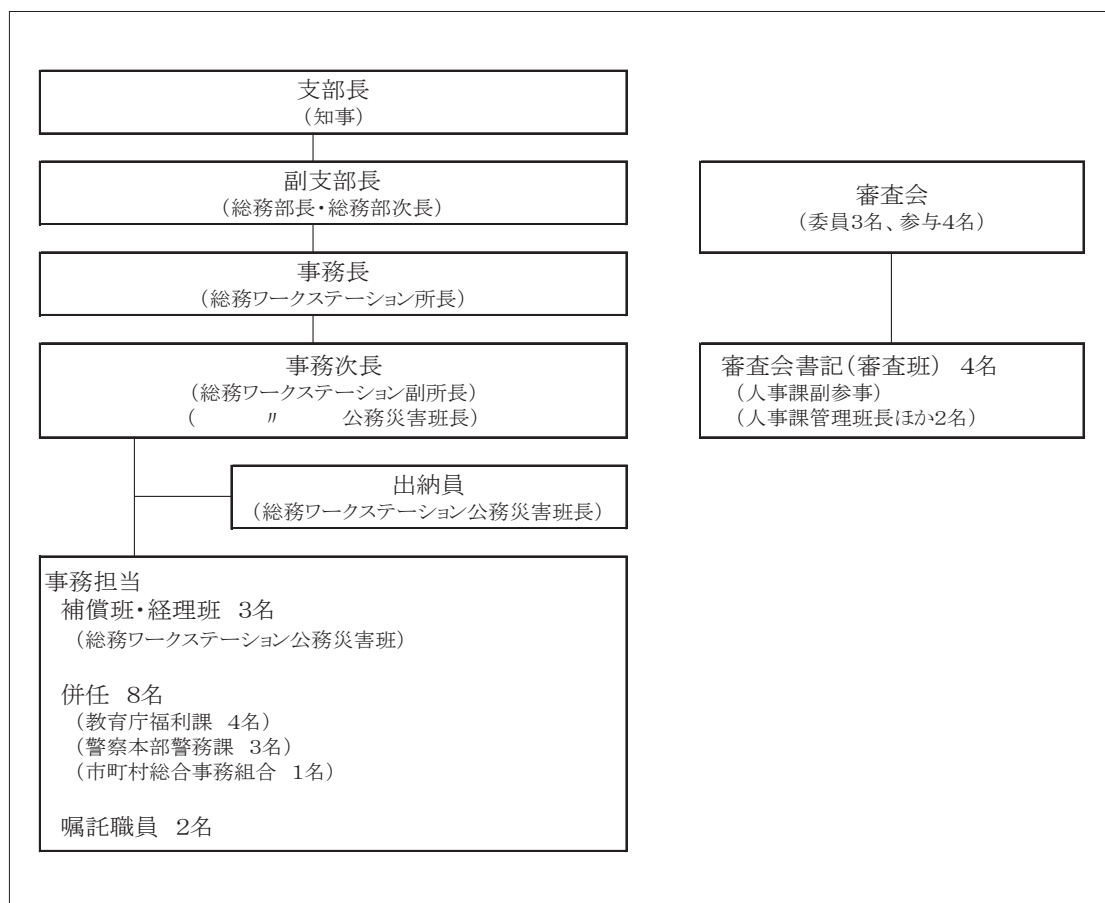 支部長
（知事）
副支部長
（総務部長・総務部次長）
事務長
（総務ワークステーション所長）
事務次長
（総務ワークステーション副所長）
（　　　〃　　　公務災害班長）
出納員
（総務ワークステーション公務災害班長）
事務担当
補償班・経理班　3名
（総務ワークステーション公務災害班）
併任　8名
（教育庁福利課　4名）
（警察本部警務課　3名）
（市町村総合事務組合　1名）
嘱託職員　2名
審査会
（委員3名、参与4名）
審査会書記（審査班）　4名
（人事課副参事）
（人事課管理班長ほか2名）